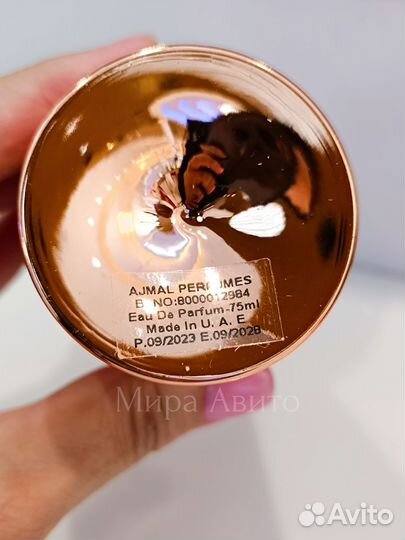 AJMAL PERFUMES
B. NO:8000012984
Eau De Parfum-75ml
Made In U. A. E
P.09/2023 E.09/2028
Мира Авито
Avito